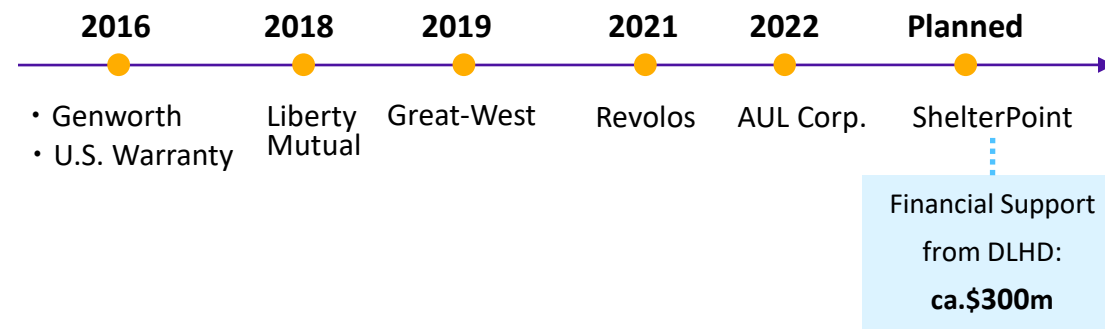 2016 2018 2019 2021 2022 Planned
・Genworth
・U.S. Warranty
Liberty
Mutual
Great-West
Revolos
AUL Corp.
ShelterPoint
Financial Support
from DLHD:
ca.$300m